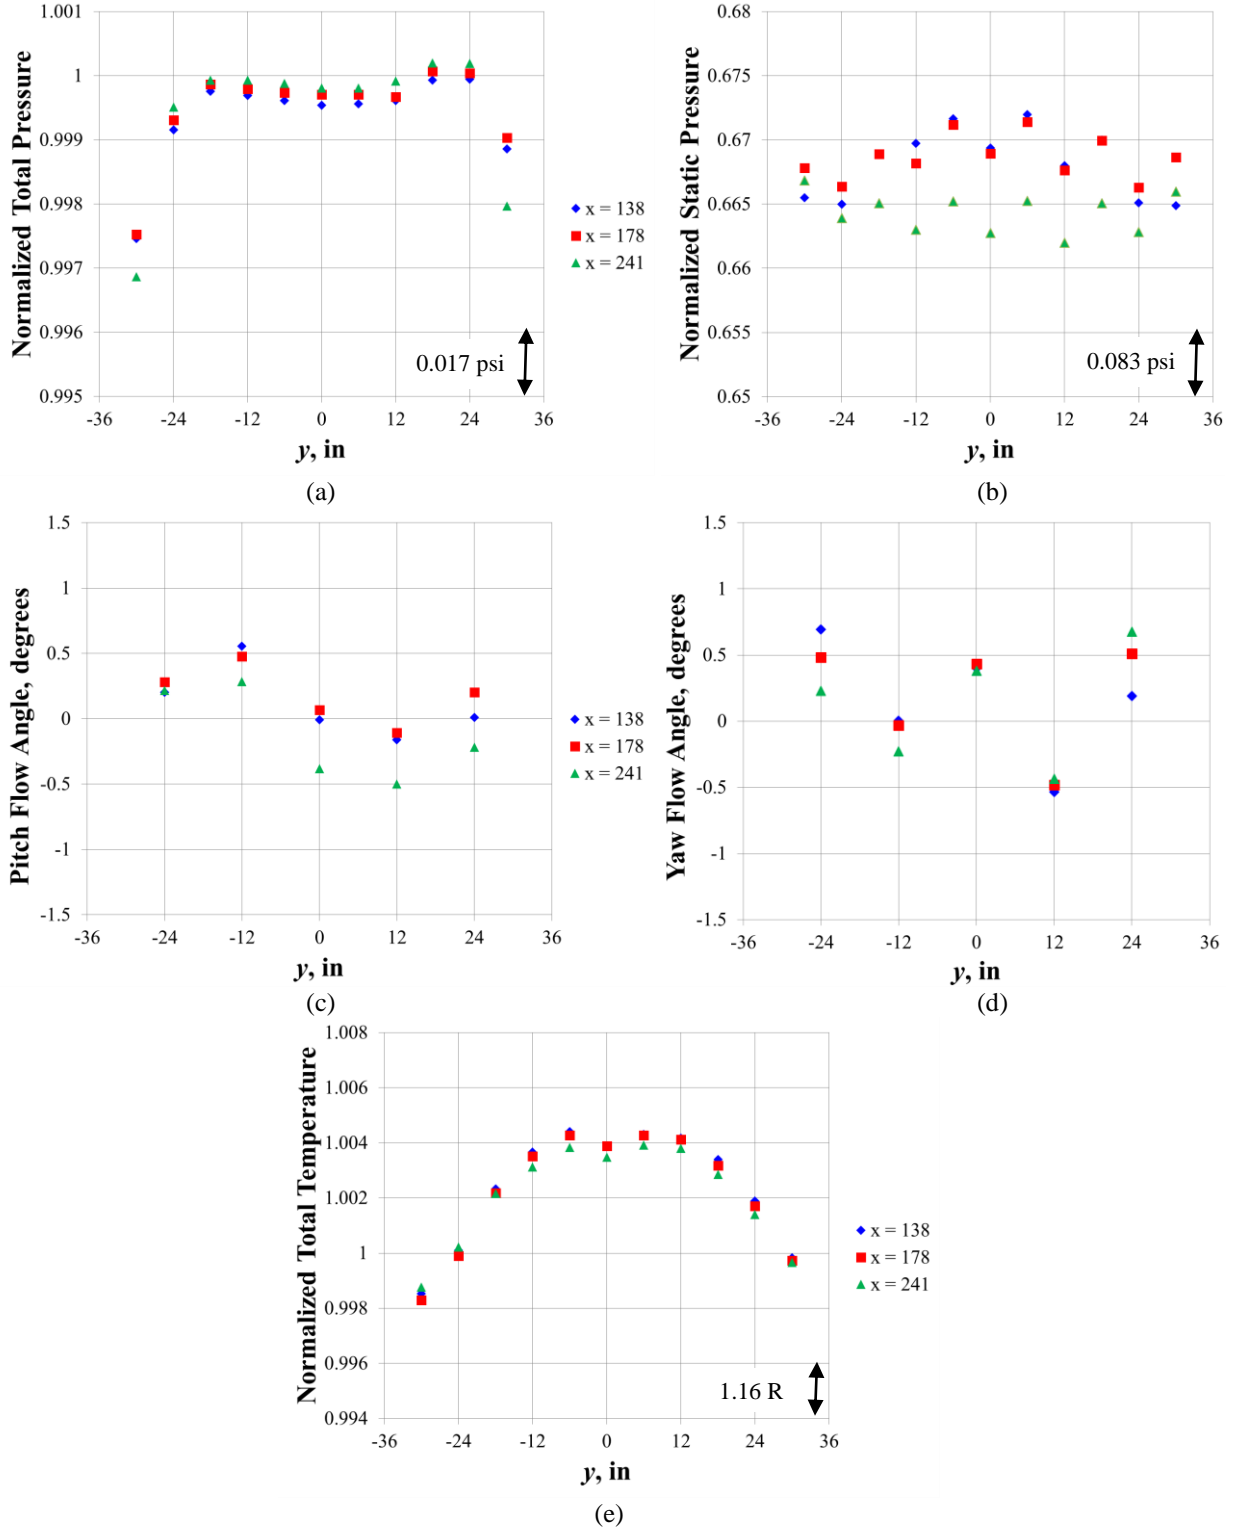 Normalized Total Pressure
1.001
1
0.999
0.998
0.997
0.996
0.995
-36
-24
-12
0
12
24
36
y, in
x = 138
x = 178
x = 241
0.017 psi
(a)
Normalized Static Pressure
0.68
0.675
0.67
0.665
0.66
0.655
0.65
-36
-24
-12
0
12
24
36
y, in
0.083 psi
(b)
Pitch Flow Angle, degrees
1.5
1
0.5
0
-0.5
-1
-1.5
-36
-24
-12
0
12
24
36
y, in
x = 138
x = 178
x = 241
(c)
Yaw Flow Angle, degrees
1.5
1
0.5
0
-0.5
-1
-1.5
-36
-24
-12
0
12
24
36
y, in
(d)
Normalized Total Temperature
1.008
1.006
1.004
1.002
1
0.998
0.996
0.994
-36
-24
-12
0
12
24
36
y, in
x = 138
x = 178
x = 241
1.16 R
(e)